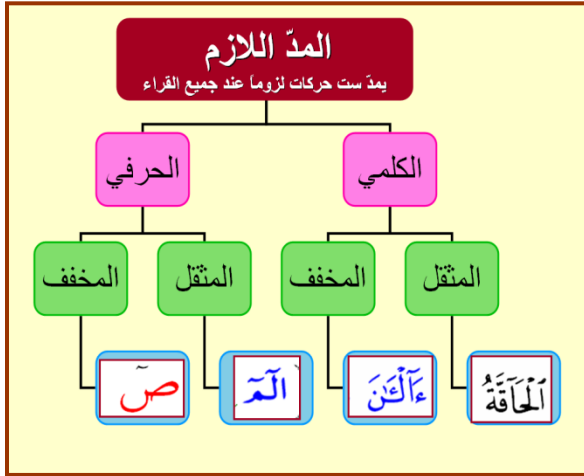 المدّ اللازم
يمدّ ست حركات لزوماً عند جميع القراء
الكلمي
الحرفي
المثقل
المخفف
المثقل
المخفف
ٱلْحَآقَّةُ
ءَآلْـَٰٔنَ
الٓمٓ
صٓ